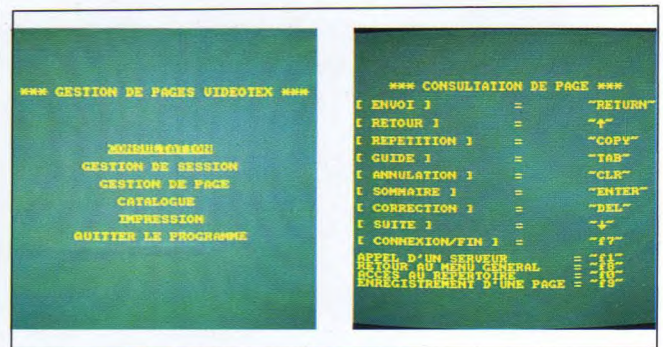 *** GESTION DE PAGES VIDEOTEX ***
GESTION DE SESSION
GESTION DE PAGE
CATALOGUE
IMPRESSION
QUITTER LE PROGRAMME
*** CONSULTATION DE PAGE ***
[ ENVOI ] = "RETURN"
[ RETOUR ] = "↑"
[ REPETITION ] = "COPY"
[ GUIDE ] = "TAB"
[ ANNULATION ] = "CLR"
[ SOMMAIRE ] = "ENTER"
[ CORRECTION ] = "DEL"
[ SUITE ] = "↓"
[ CONNEXION/FIN ] = "f7"
APPEL D'UN SERVEUR = "f1"
RETOUR AU MENU GENERAL = "f8"
ACCES AU REPERTOIRE = "f6"
ENREGISTREMENT D'UNE PAGE = "f9"